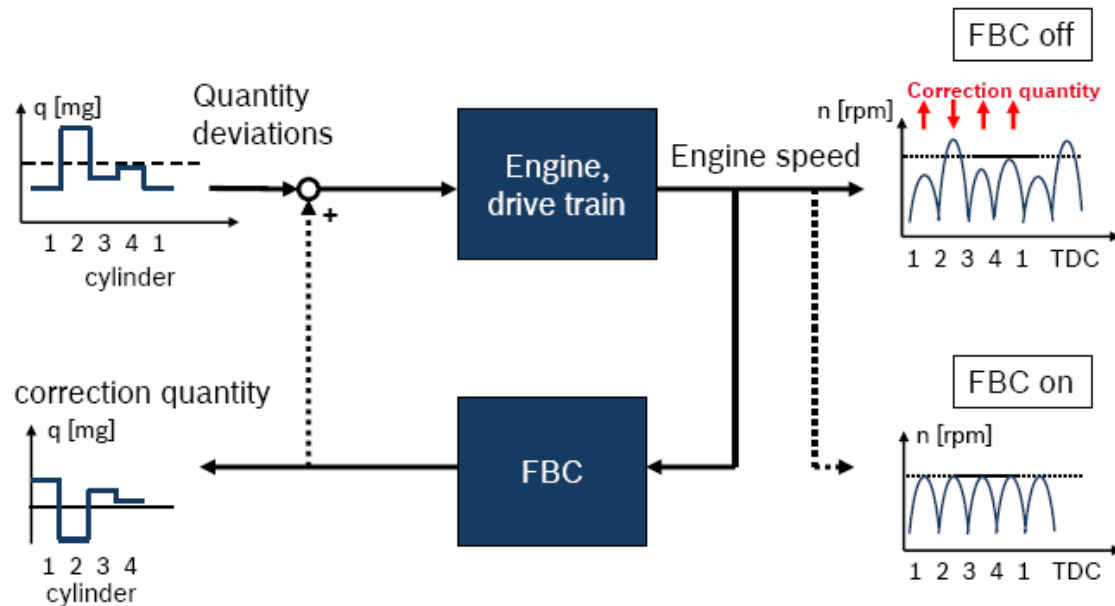 FBC off
q [mg]
Quantity
deviations
1 2 3 4 1
cylinder
+
Engine,
drive train
Engine speed
Correction quantity
n [rpm]
1 2 3 4 1 TDC
correction quantity
q [mg]
1 2 3 4
cylinder
FBC
FBC on
n [rpm]
1 2 3 4 1 TDC